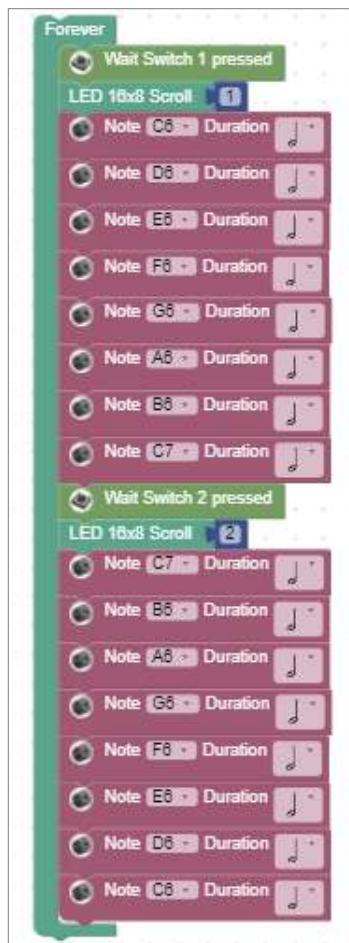 Forever
Wait Switch 1 pressed
LED 16x8 Scroll 1
Note C6 Duration
Note D6 Duration
Note E6 Duration
Note F6 Duration
Note G6 Duration
Note A6 Duration
Note B6 Duration
Note C7 Duration
Wait Switch 2 pressed
LED 16x8 Scroll 2
Note C7 Duration
Note B6 Duration
Note A6 Duration
Note G6 Duration
Note F6 Duration
Note E6 Duration
Note D6 Duration
Note C6 Duration